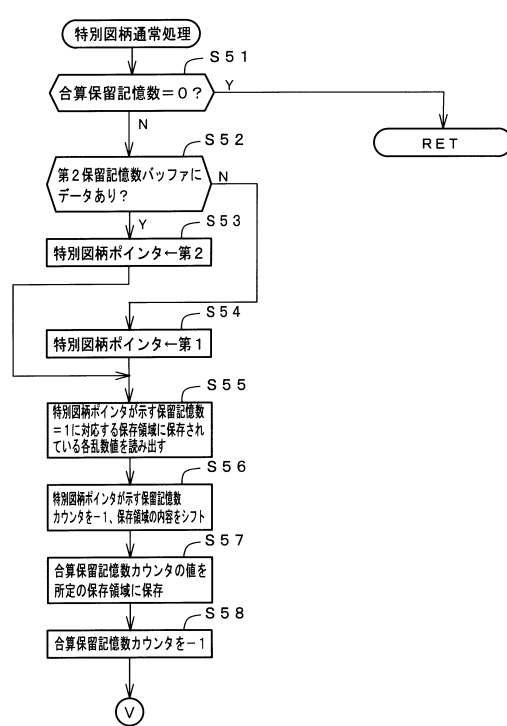 特別図柄通常処理
S51
合算保留記憶数=0?
Y
N
RET
S52
第2保留記憶数バッファに
データあり?
N
Y
S53
特別図柄ポインタ←第2
S54
特別図柄ポインタ←第1
S55
特別図柄ポインタが示す保留記憶数
=1に対応する保存領域に保存され
ている各乱数値を読み出す
S56
特別図柄ポインタが示す保留記憶数
カウンタを-1、保存領域の内容をシフト
S57
合算保留記憶数カウンタの値を
所定の保存領域に保存
S58
合算保留記憶数カウンタを-1
V